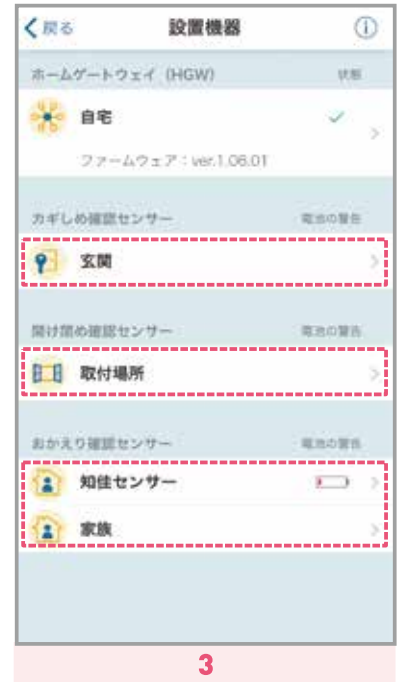 戻る 設置機器
ホームゲートウェイ (HGW) 状態
自宅
ファームウェア：ver.1.06.01
カギしめ確認センサー 電池の警告
玄関
開け閉め確認センサー 電池の警告
取付場所
おかえり確認センサー 電池の警告
知佳センサー
家族
3